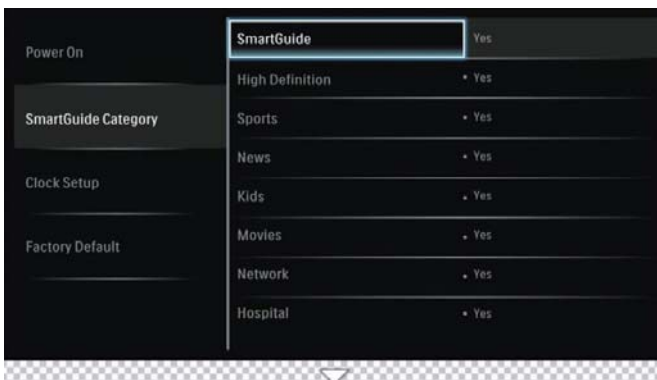 Power On
SmartGuide Category
Clock Setup
Factory Default
SmartGuide Yes
High Definition • Yes
Sports • Yes
News • Yes
Kids • Yes
Movies • Yes
Network • Yes
Hospital • Yes